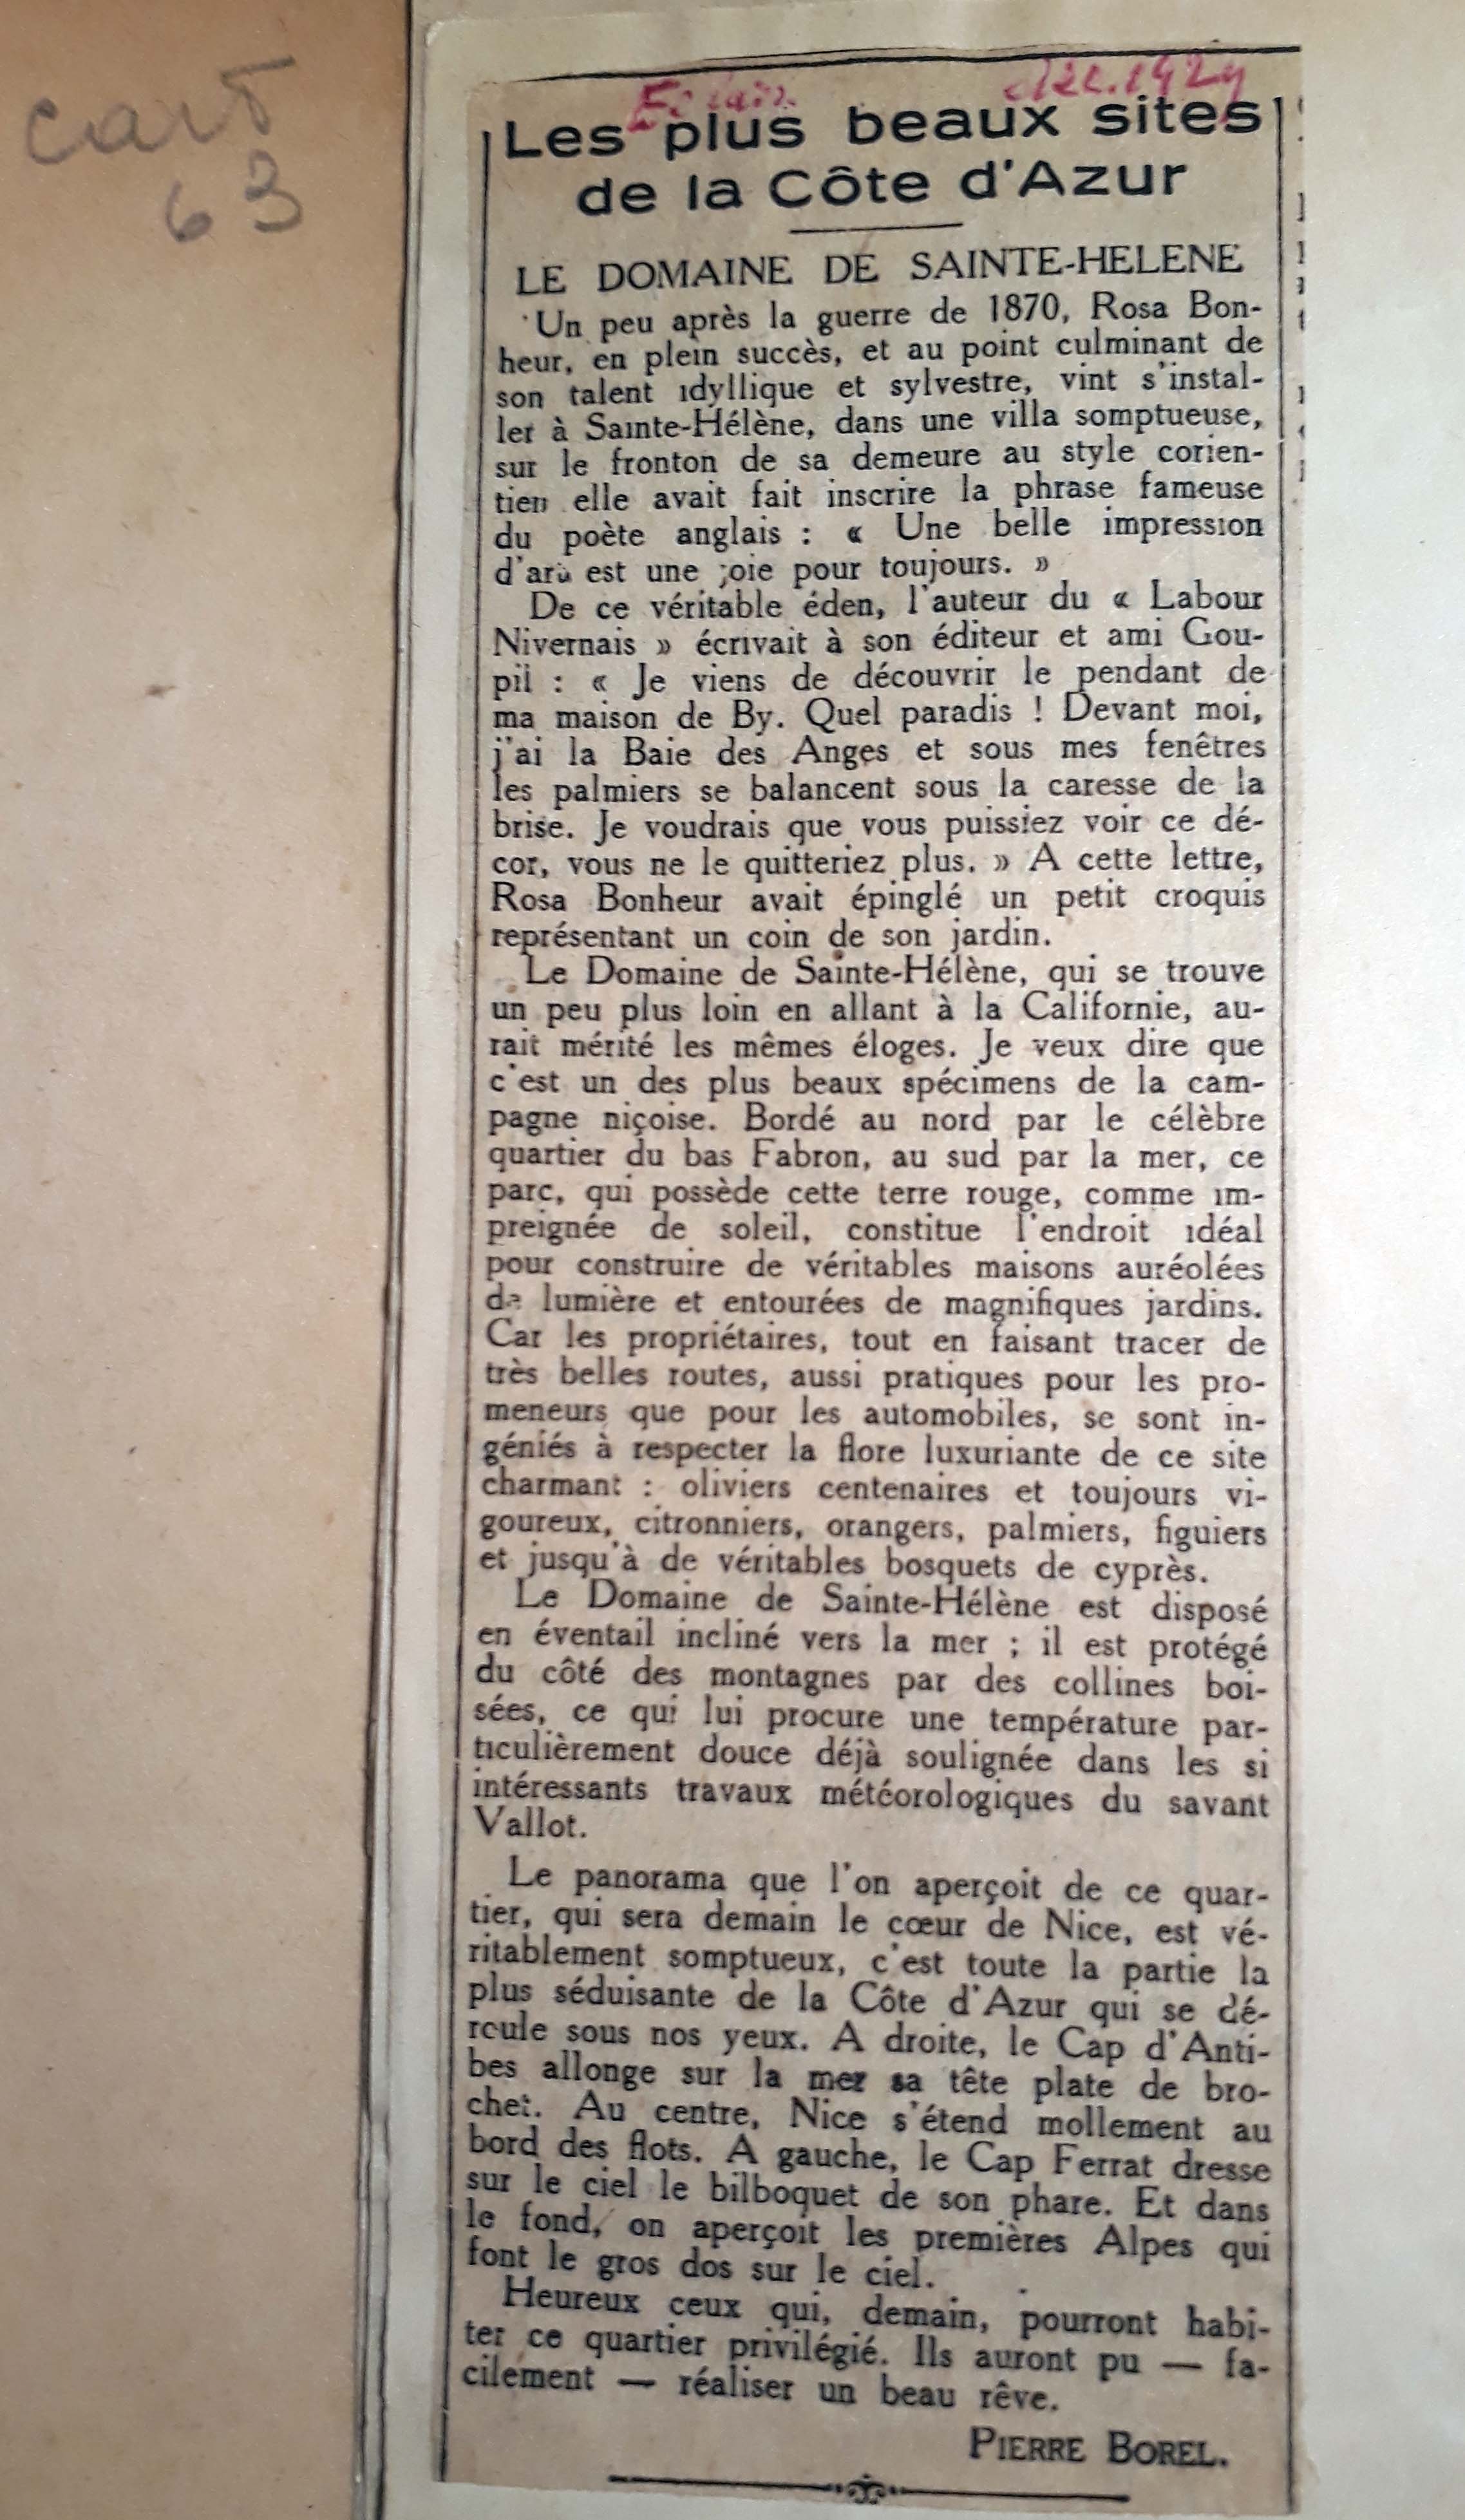 cart
63
Eclair. déc. 1929
Les plus beaux sites
de la Côte d'Azur
LE DOMAINE DE SAINTE-HELENE
Un peu après la guerre de 1870, Rosa Bon-
heur, en plein succès, et au point culminant de
son talent idyllique et sylvestre, vint s'instal-
ler à Sainte-Hélène, dans une villa somptueuse,
sur le fronton de sa demeure au style corien-
tien elle avait fait inscrire la phrase fameuse
du poète anglais : « Une belle impression
d'art est une joie pour toujours. »
De ce véritable éden, l'auteur du « Labour
Nivernais » écrivait à son éditeur et ami Gou-
pil : « Je viens de découvrir le pendant de
ma maison de By. Quel paradis ! Devant moi,
j'ai la Baie des Anges et sous mes fenêtres
les palmiers se balancent sous la caresse de la
brise. Je voudrais que vous puissiez voir ce dé-
cor, vous ne le quitteriez plus. » A cette lettre,
Rosa Bonheur avait épinglé un petit croquis
représentant un coin de son jardin.
Le Domaine de Sainte-Hélène, qui se trouve
un peu plus loin en allant à la Californie, au-
rait mérité les mêmes éloges. Je veux dire que
c'est un des plus beaux spécimens de la cam-
pagne niçoise. Bordé au nord par le célèbre
quartier du bas Fabron, au sud par la mer, ce
parc, qui possède cette terre rouge, comme im-
preignée de soleil, constitue l'endroit idéal
pour construire de véritables maisons auréolées
de lumière et entourées de magnifiques jardins.
Car les propriétaires, tout en faisant tracer de
très belles routes, aussi pratiques pour les pro-
meneurs que pour les automobiles, se sont in-
géniés à respecter la flore luxuriante de ce site
charmant : oliviers centenaires et toujours vi-
goureux, citronniers, orangers, palmiers, figuiers
et jusqu'à de véritables bosquets de cyprès.
Le Domaine de Sainte-Hélène est disposé
en éventail incliné vers la mer ; il est protégé
du côté des montagnes par des collines boi-
sées, ce qui lui procure une température par-
ticulièrement douce déjà soulignée dans les si
intéressants travaux météorologiques du savant
Vallot.
Le panorama que l'on aperçoit de ce quar-
tier, qui sera demain le cœur de Nice, est vé-
ritablement somptueux, c'est toute la partie la
plus séduisante de la Côte d'Azur qui se dé-
roule sous nos yeux. A droite, le Cap d'Anti-
bes allonge sur la mer sa tête plate de bro-
chet. Au centre, Nice s'étend mollement au
bord des flots. A gauche, le Cap Ferrat dresse
sur le ciel le bilboquet de son phare. Et dans
le fond, on aperçoit les premières Alpes qui
font le gros dos sur le ciel.
Heureux ceux qui, demain, pourront habi-
ter ce quartier privilégié. Ils auront pu — fa-
cilement — réaliser un beau rêve.
PIERRE BOREL.